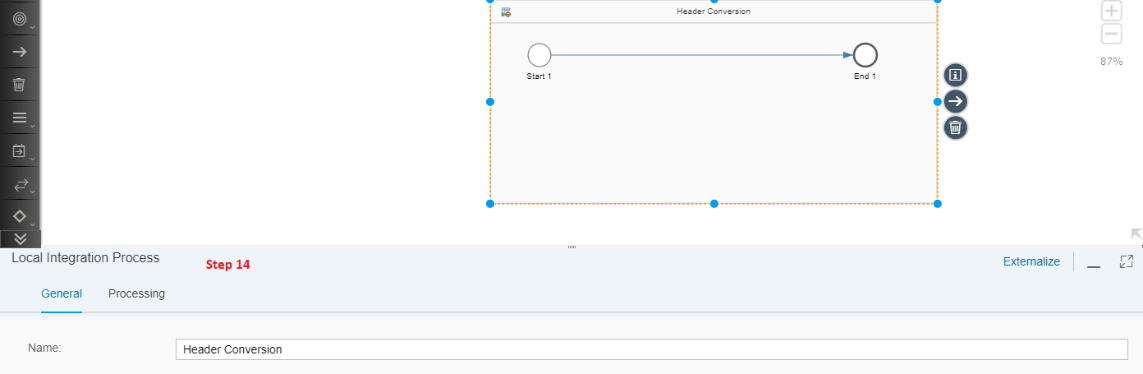 Header Conversion
Start 1
End 1
87%
Local Integration Process
Step 14
Externalize
General
Processing
Name:
Header Conversion